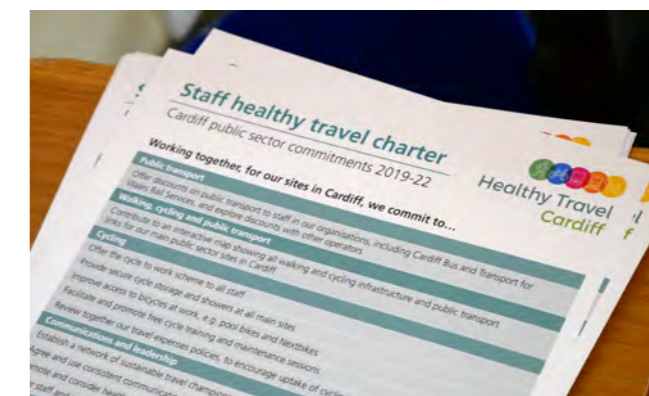 Staff healthy travel charter
Cardiff public sector commitments 2019-22
Healthy Travel
Cardiff
Working together, for our sites in Cardiff, we commit to...
Public transport
Offer discounts on public transport to staff in our organisations, including Cardiff Bus and Transport for
Wales Rail Services, and explore discounts with other operators
Walking, cycling and public transport
Contribute to an interactive map showing all walking and cycling infrastructure and public transport
links for our main public sector sites in Cardiff
Cycling
Offer the cycle to work scheme to all staff
Provide secure cycle storage and showers at all main sites
Improve access to bicycles at work, e.g. pool bikes and Nextbikes
Facilitate and promote free cycle training and maintenance sessions
Review together our travel expenses policies, to encourage uptake of
Communications and leadership
Establish a network of sustainable travel
and use consistent
and consider
staff and